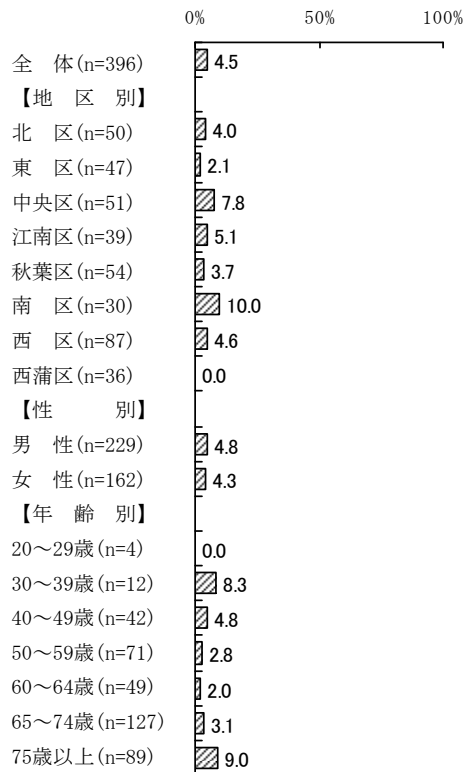 0% 50% 100%
全 体(n=396) 4.5
【地 区 別】
北 区(n=50) 4.0
東 区(n=47) 2.1
中央区(n=51) 7.8
江南区(n=39) 5.1
秋葉区(n=54) 3.7
南 区(n=30) 10.0
西 区(n=87) 4.6
西蒲区(n=36) 0.0
【性 別】
男 性(n=229) 4.8
女 性(n=162) 4.3
【年 齢 別】
20～29歳(n=4) 0.0
30～39歳(n=12) 8.3
40～49歳(n=42) 4.8
50～59歳(n=71) 2.8
60～64歳(n=49) 2.0
65～74歳(n=127) 3.1
75歳以上(n=89) 9.0